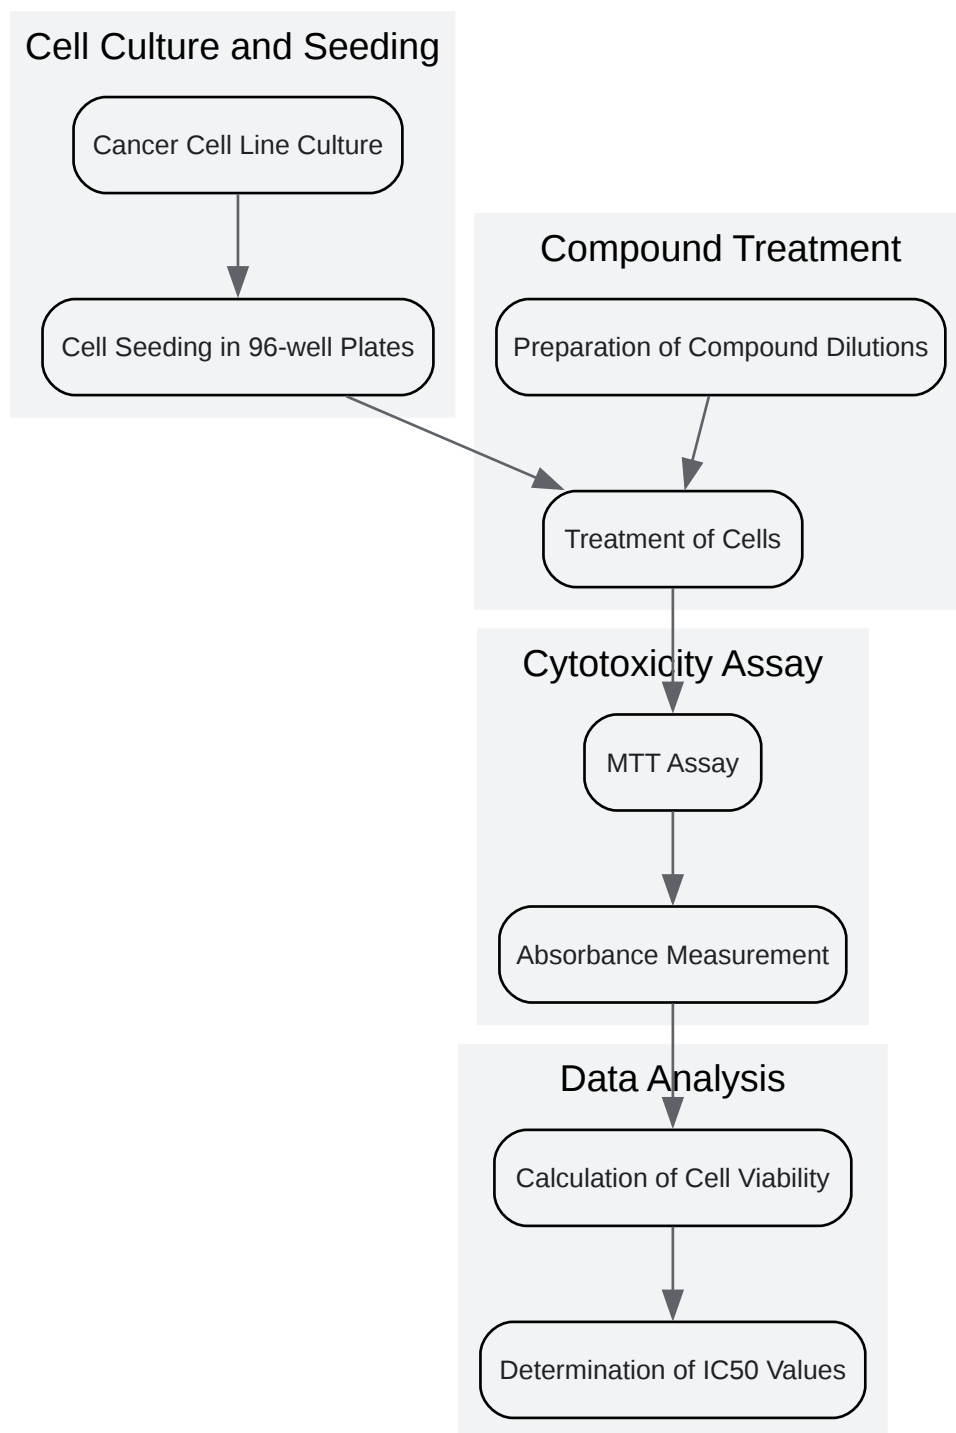 Cell Culture and Seeding
Cancer Cell Line Culture
Cell Seeding in 96-well Plates
Compound Treatment
Preparation of Compound Dilutions
Treatment of Cells
Cytotoxicity Assay
MTT Assay
Absorbance Measurement
Data Analysis
Calculation of Cell Viability
Determination of IC50 Values